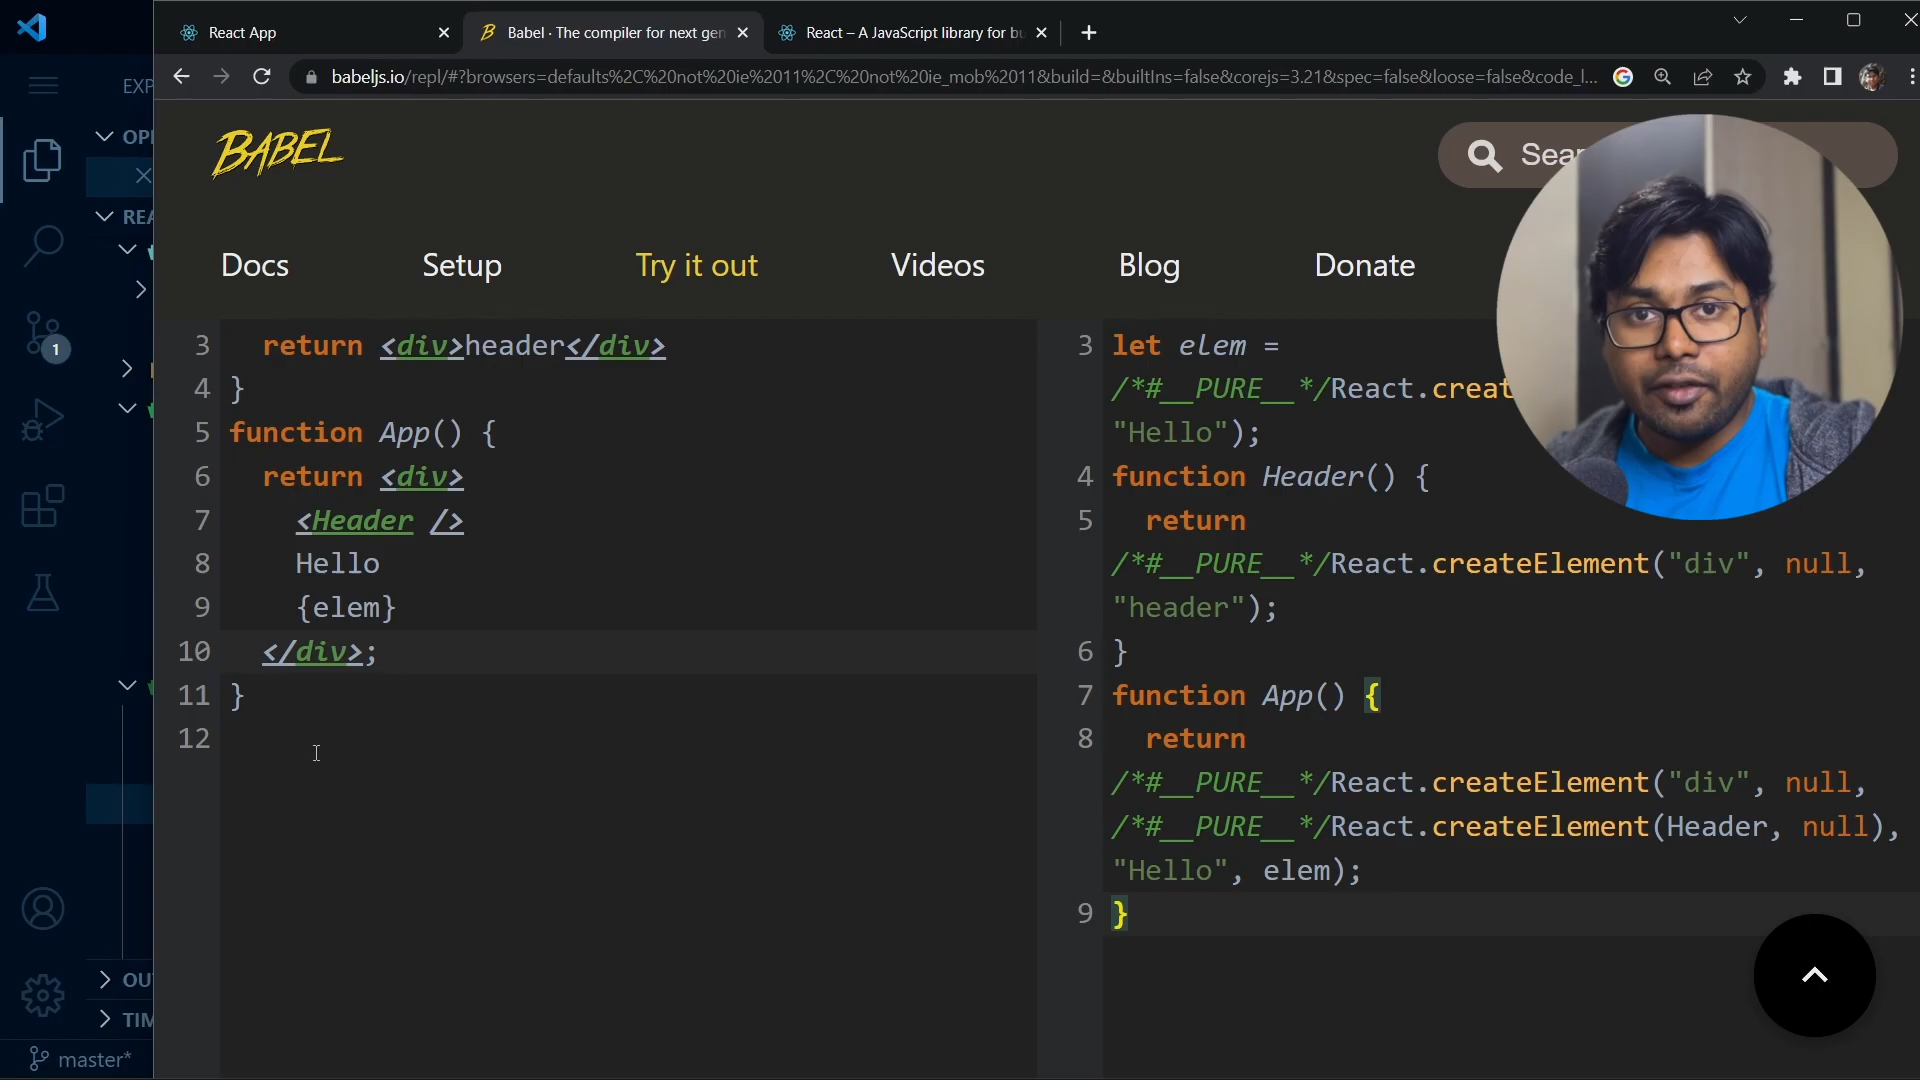 React App
Babel · The compiler for next gen
React – A JavaScript library for bu
babeljs.io/repl/#?browsers=defaults%2C%20not%20ie%2011%2C%20not%20ie_mob%2011&build=&builtIns=false&corejs=3.21&spec=false&loose=false&code_l...
EXP
OPE
REA
1
OUT
TIM
master*
BABEL
Sear
Docs
Setup
Try it out
Videos
Blog
Donate
3 return <div>header</div>
4 }
5 function App() {
6 return <div>
7 <Header />
8 Hello
9 {elem}
10 </div>;
11 }
12
3 let elem =
/*#__PURE__*/React.creat
"Hello");
4 function Header() {
5 return
/*#__PURE__*/React.createElement("div", null,
"header");
6 }
7 function App() {
8 return
/*#__PURE__*/React.createElement("div", null,
/*#__PURE__*/React.createElement(Header, null),
"Hello", elem);
9 }